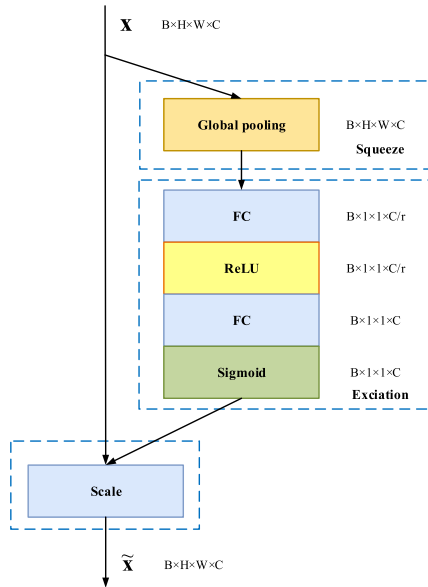 X B×H×W×C
Global pooling B×H×W×C
Squeeze
FC B×1×1×C/r
ReLU B×1×1×C/r
FC B×1×1×C
Sigmoid B×1×1×C
Exciation
Scale
X̃ B×H×W×C